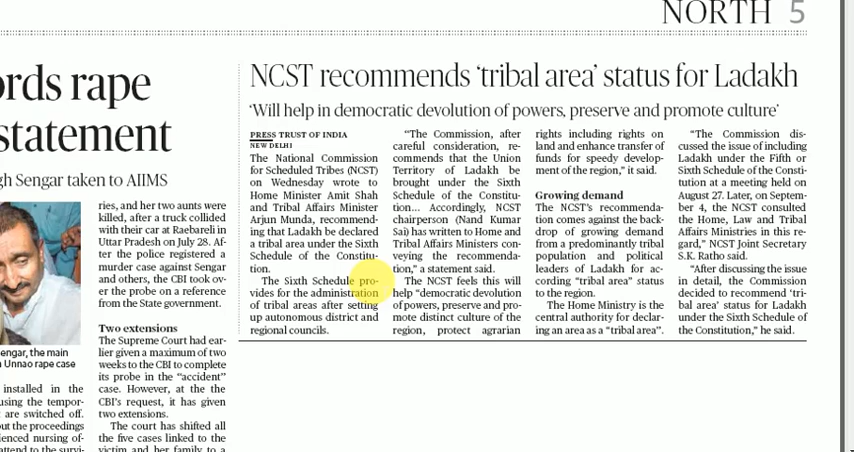 NORTH 5
ords rape
statement
gh Sengar taken to AIIMS
engar, the main
Unnao rape case
installed in the
using the tempor-
are switched off.
out the proceedings
ienced nursing of-
attend to the survi-
ries, and her two aunts were
killed, after a truck collided
with their car at Raebareli in
Uttar Pradesh on July 28. Af-
ter the police registered a
murder case against Sengar
and others, the CBI took ov-
er the probe on a reference
from the State government.
Two extensions
The Supreme Court had ear-
lier given a maximum of two
weeks to the CBI to complete
its probe in the “accident”
case. However, at the the
CBI’s request, it has given
two extensions.
The court has shifted all
the five cases linked to the
victim and her family to a
NCST recommends ‘tribal area’ status for Ladakh
‘Will help in democratic devolution of powers, preserve and promote culture’
PRESS TRUST OF INDIA
NEW DELHI
The National Commission
for Scheduled Tribes (NCST)
on Wednesday wrote to
Home Minister Amit Shah
and Tribal Affairs Minister
Arjun Munda, recommend-
ing that Ladakh be declared
a tribal area under the Sixth
Schedule of the Constitu-
tion.
The Sixth Schedule pro-
vides for the administration
of tribal areas after setting
up autonomous district and
regional councils.
“The Commission, after
careful consideration, re-
commends that the Union
Territory of Ladakh be
brought under the Sixth
Schedule of the Constitu-
tion... Accordingly, NCST
chairperson (Nand Kumar
Sai) has written to Home and
Tribal Affairs Ministers con-
veying the recommenda-
tion,” a statement said.
The NCST feels this will
help “democratic devolution
of powers, preserve and pro-
mote distinct culture of the
region, protect agrarian
rights including rights on
land and enhance transfer of
funds for speedy develop-
ment of the region,” it said.
Growing demand
The NCST’s recommenda-
tion comes against the back-
drop of growing demand
from a predominantly tribal
population and political
leaders of Ladakh for ac-
cording “tribal area” status
to the region.
The Home Ministry is the
central authority for declar-
ing an area as a “tribal area”.
“The Commission dis-
cussed the issue of including
Ladakh under the Fifth or
Sixth Schedule of the Consti-
tution at a meeting held on
August 27. Later, on Septem-
ber 4, the NCST consulted
the Home, Law and Tribal
Affairs Ministries in this re-
gard,” NCST Joint Secretary
S.K. Ratho said.
“After discussing the issue
in detail, the Commission
decided to recommend ‘tri-
bal area’ status for Ladakh
under the Sixth Schedule of
the Constitution,” he said.